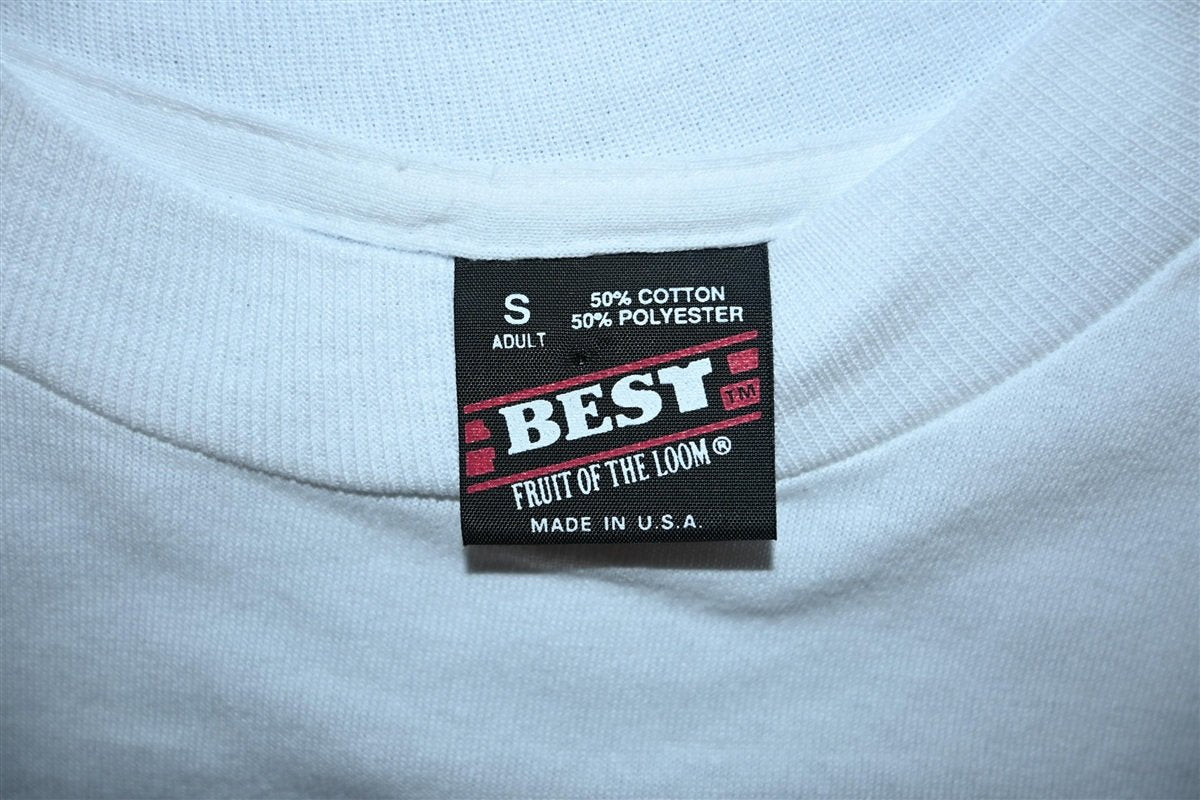 S
ADULT
50% COTTON
50% POLYESTER
BEST TM
FRUIT OF THE LOOM®
MADE IN U.S.A.